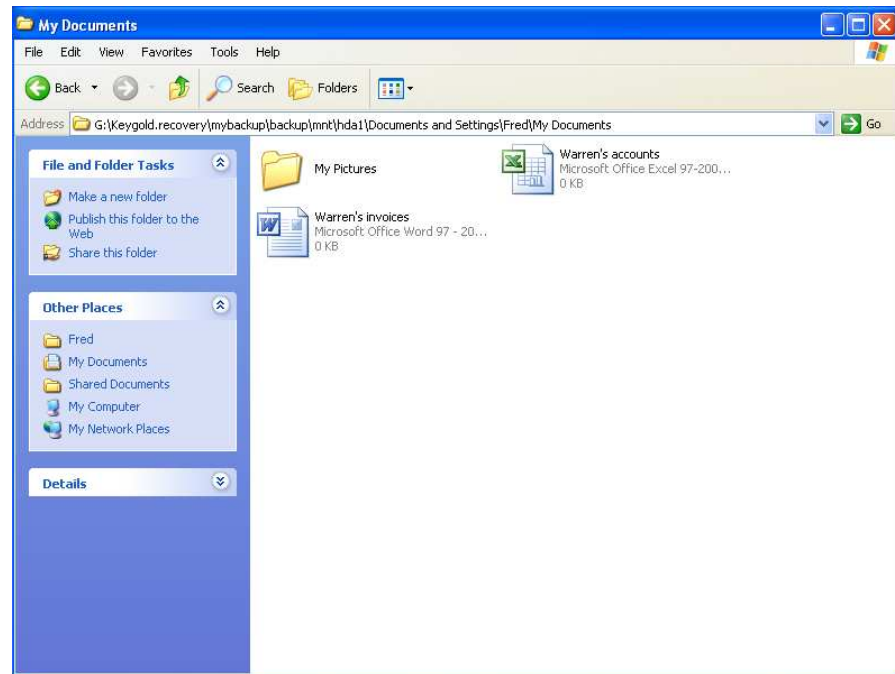 My Documents
File Edit View Favorites Tools Help
Back Search Folders
Address G:\Keygold.recovery\mybackup\backup\mnt\hda1\Documents and Settings\Fred\My Documents Go
File and Folder Tasks
Make a new folder
Publish this folder to the
Web
Share this folder
Other Places
Fred
My Documents
Shared Documents
My Computer
My Network Places
Details
My Pictures
Warren's accounts
Microsoft Office Excel 97-200...
0 KB
Warren's invoices
Microsoft Office Word 97 - 20...
0 KB